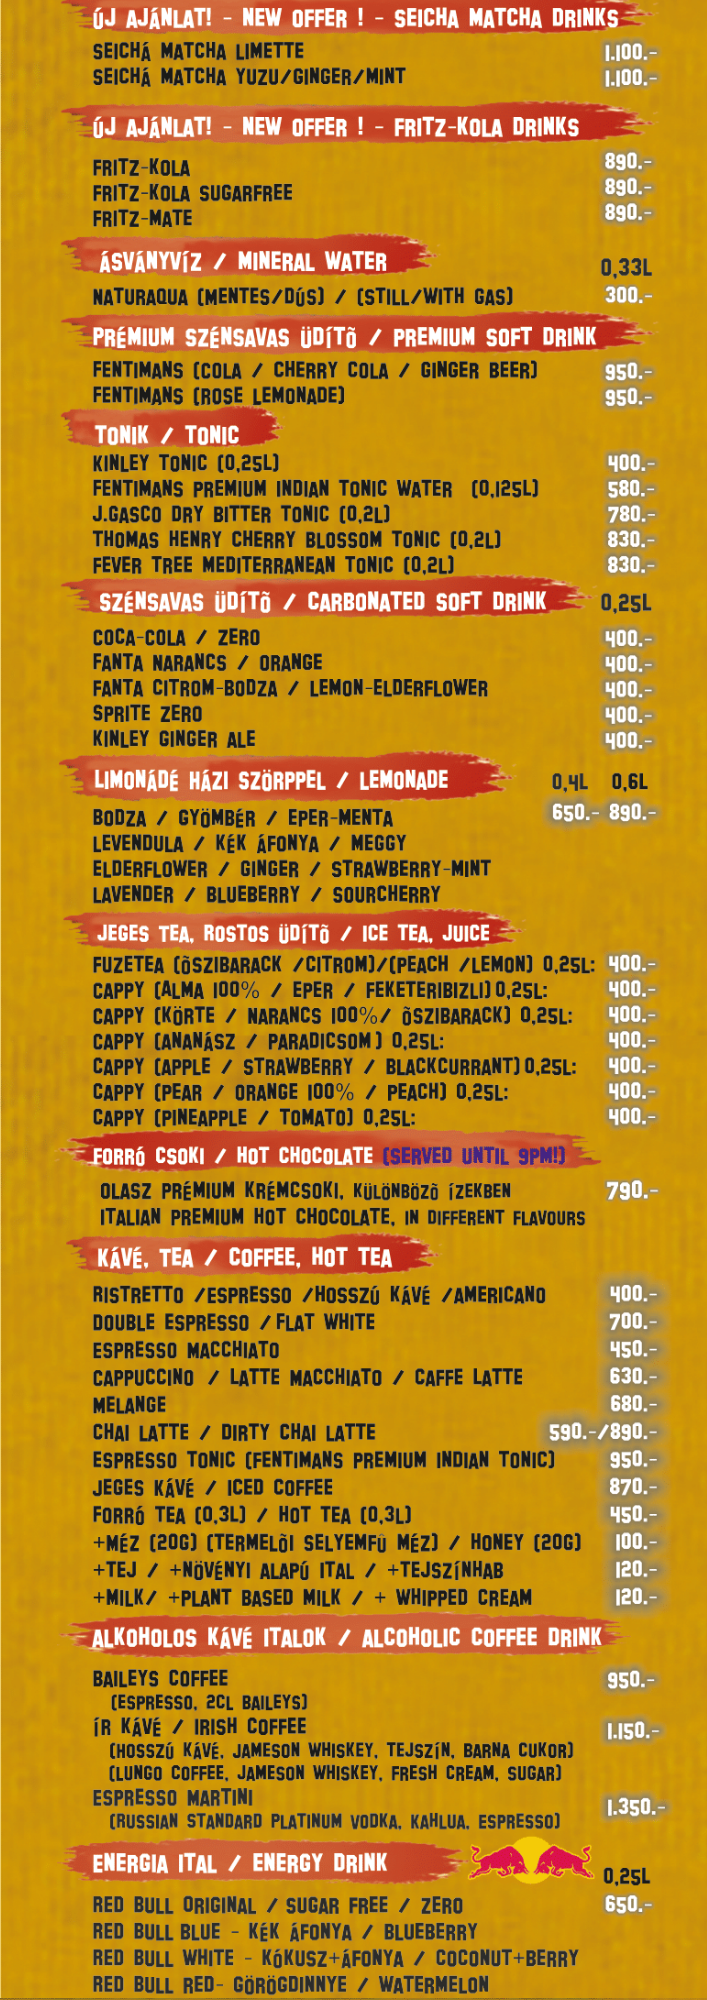 ÚJ AJÁNLAT! - NEW OFFER ! - SEICHA MATCHA DRINKS
SEICHÁ MATCHA LIMETTE 1.100.-
SEICHÁ MATCHA YUZU/GINGER/MINT 1.100.-
ÚJ AJÁNLAT! - NEW OFFER ! - FRITZ-KOLA DRINKS
FRITZ-KOLA 890.-
FRITZ-KOLA SUGARFREE 890.-
FRITZ-MATE 890.-
ÁSVÁNYVÍZ / MINERAL WATER 0,33L
NATURAQUA (MENTES/DÚS) / (STILL/WITH GAS) 300.-
PRÉMIUM SZÉNSAVAS ÜDÍTÕ / PREMIUM SOFT DRINK
FENTIMANS (COLA / CHERRY COLA / GINGER BEER) 950.-
FENTIMANS (ROSE LEMONADE) 950.-
TONIK / TONIC
KINLEY TONIC (0,25L) 400.-
FENTIMANS PREMIUM INDIAN TONIC WATER (0,125L) 580.-
J.GASCO DRY BITTER TONIC (0,2L) 780.-
THOMAS HENRY CHERRY BLOSSOM TONIC (0,2L) 830.-
FEVER TREE MEDITERRANEAN TONIC (0,2L) 830.-
SZÉNSAVAS ÜDÍTÕ / CARBONATED SOFT DRINK 0,25L
COCA-COLA / ZERO 400.-
FANTA NARANCS / ORANGE 400.-
FANTA CITROM-BODZA / LEMON-ELDERFLOWER 400.-
SPRITE ZERO 400.-
KINLEY GINGER ALE 400.-
LIMONÁDÉ HÁZI SZÖRPPEL / LEMONADE 0,4L 0,6L
BODZA / GYÖMBÉR / EPER-MENTA 650.- 890.-
LEVENDULA / KÉK ÁFONYA / MEGGY
ELDERFLOWER / GINGER / STRAWBERRY-MINT
LAVENDER / BLUEBERRY / SOURCHERRY
JEGES TEA, ROSTOS ÜDÍTÕ / ICE TEA, JUICE
FUZETEA (ÕSZIBARACK /CITROM)/(PEACH /LEMON) 0,25L: 400.-
CAPPY (ALMA 100% / EPER / FEKETERIBIZLI) 0,25L: 400.-
CAPPY (KÖRTE / NARANCS 100%/ ÕSZIBARACK) 0,25L: 400.-
CAPPY (ANANÁSZ / PARADICSOM ) 0,25L: 400.-
CAPPY (APPLE / STRAWBERRY / BLACKCURRANT) 0,25L: 400.-
CAPPY (PEAR / ORANGE 100% / PEACH) 0,25L: 400.-
CAPPY (PINEAPPLE / TOMATO) 0,25L: 400.-
FORRÓ CSOKI / HOT CHOCOLATE (SERVED UNTIL 9PM!)
OLASZ PRÉMIUM KRÉMCSOKI, KÜLÖNBÖZÕ ÍZEKBEN 790.-
ITALIAN PREMIUM HOT CHOCOLATE, IN DIFFERENT FLAVOURS
KÁVÉ, TEA / COFFEE, HOT TEA
RISTRETTO /ESPRESSO /HOSSZÚ KÁVÉ /AMERICANO 400.-
DOUBLE ESPRESSO / FLAT WHITE 700.-
ESPRESSO MACCHIATO 450.-
CAPPUCCINO / LATTE MACCHIATO / CAFFE LATTE 630.-
MELANGE 680.-
CHAI LATTE / DIRTY CHAI LATTE 590.-/890.-
ESPRESSO TONIC (FENTIMANS PREMIUM INDIAN TONIC) 950.-
JEGES KÁVÉ / ICED COFFEE 870.-
FORRÓ TEA (0,3L) / HOT TEA (0,3L) 450.-
+MÉZ (20G) (TERMELÕI SELYEMFÛ MÉZ) / HONEY (20G) 100.-
+TEJ / +NÖVÉNYI ALAPÚ ITAL / +TEJSZÍNHAB 120.-
+MILK/ +PLANT BASED MILK / + WHIPPED CREAM 120.-
ALKOHOLOS KÁVÉ ITALOK / ALCOHOLIC COFFEE DRINK
BAILEYS COFFEE 950.-
(ESPRESSO, 2CL BAILEYS)
ÍR KÁVÉ / IRISH COFFEE 1.150.-
(HOSSZÚ KÁVÉ, JAMESON WHISKEY, TEJSZÍN, BARNA CUKOR)
(LUNGO COFFEE, JAMESON WHISKEY, FRESH CREAM, SUGAR)
ESPRESSO MARTINI 1.350.-
(RUSSIAN STANDARD PLATINUM VODKA, KAHLUA, ESPRESSO)
ENERGIA ITAL / ENERGY DRINK 0,25L
RED BULL ORIGINAL / SUGAR FREE / ZERO 650.-
RED BULL BLUE - KÉK ÁFONYA / BLUEBERRY
RED BULL WHITE - KÓKUSZ+ÁFONYA / COCONUT+BERRY
RED BULL RED- GÖRÖGDINNYE / WATERMELON